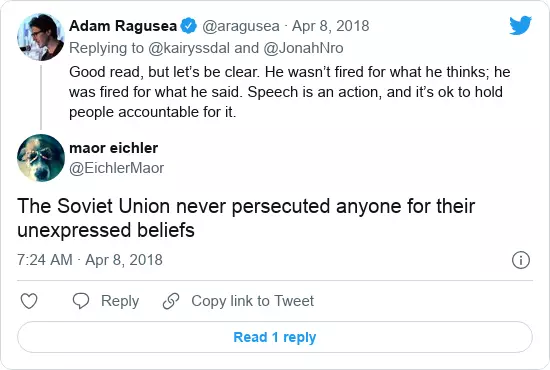 Adam Ragusea @aragusea · Apr 8, 2018
Replying to @kairyssdal and @JonahNro
Good read, but let’s be clear. He wasn’t fired for what he thinks; he
was fired for what he said. Speech is an action, and it’s ok to hold
people accountable for it.
maor eichler
@EichlerMaor
The Soviet Union never persecuted anyone for their
unexpressed beliefs
7:24 AM · Apr 8, 2018
Reply Copy link to Tweet
Read 1 reply